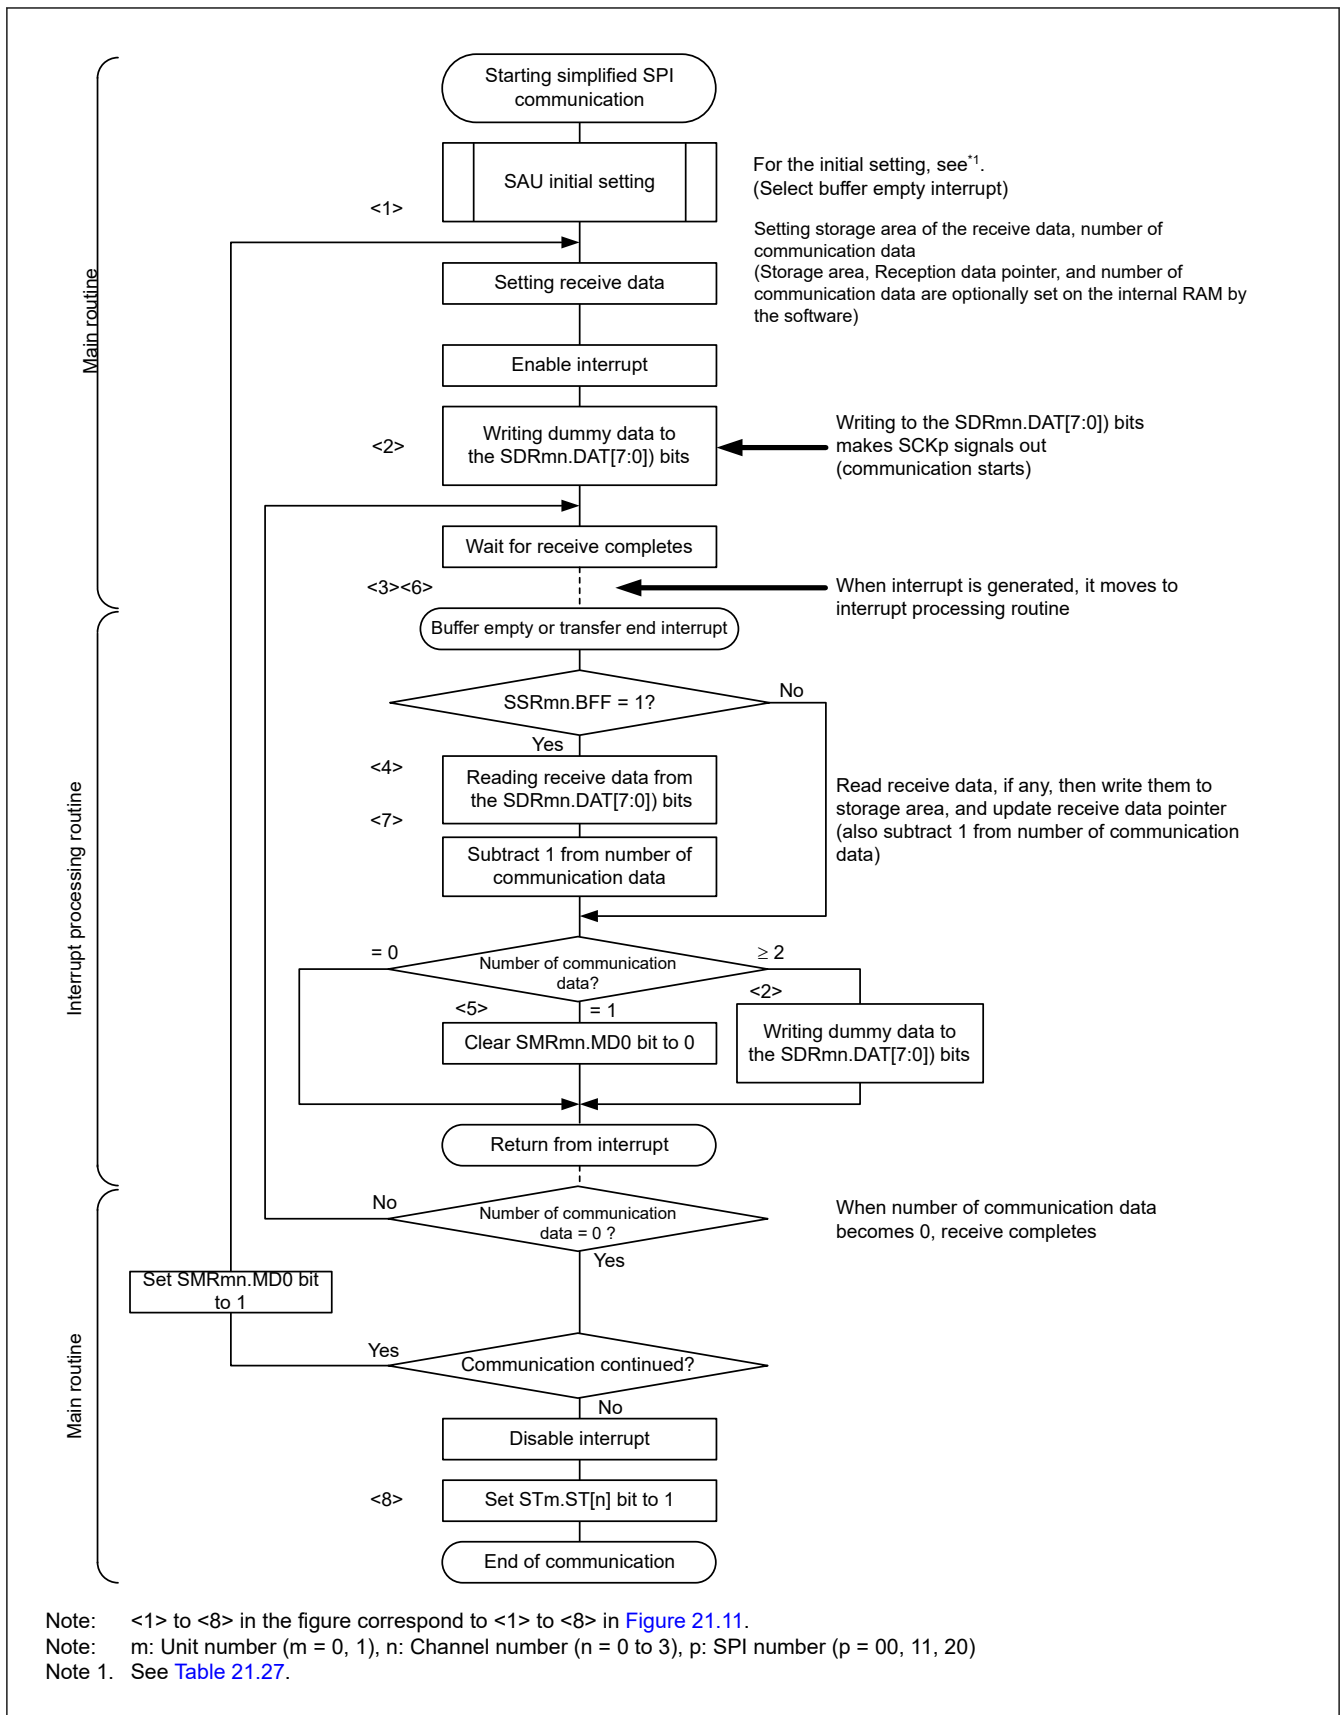 Starting simplified SPI
communication
SAU initial setting
For the initial setting, see*1.
(Select buffer empty interrupt)
<1>
Setting storage area of the receive data, number of
communication data
(Storage area, Reception data pointer, and number of
communication data are optionally set on the internal RAM by
the software)
Setting receive data
Main routine
Enable interrupt
<2>
Writing dummy data to
the SDRmn.DAT[7:0]) bits
Writing to the SDRmn.DAT[7:0]) bits
makes SCKp signals out
(communication starts)
Wait for receive completes
<3><6>
When interrupt is generated, it moves to
interrupt processing routine
Buffer empty or transfer end interrupt
SSRmn.BFF = 1?
No
Yes
<4>
Reading receive data from
the SDRmn.DAT[7:0]) bits
<7>
Read receive data, if any, then write them to
storage area, and update receive data pointer
(also subtract 1 from number of communication
data)
Subtract 1 from number of
communication data
Interrupt processing routine
= 0
Number of communication
data?
≥ 2
<5>
= 1
<2>
Clear SMRmn.MD0 bit to 0
Writing dummy data to
the SDRmn.DAT[7:0]) bits
Return from interrupt
No
Number of communication
data = 0 ?
When number of communication data
becomes 0, receive completes
Yes
Set SMRmn.MD0 bit
to 1
Yes
Communication continued?
No
Main routine
Disable interrupt
<8>
Set STm.ST[n] bit to 1
End of communication
Note: <1> to <8> in the figure correspond to <1> to <8> in Figure 21.11.
Note: m: Unit number (m = 0, 1), n: Channel number (n = 0 to 3), p: SPI number (p = 00, 11, 20)
Note 1. See Table 21.27.